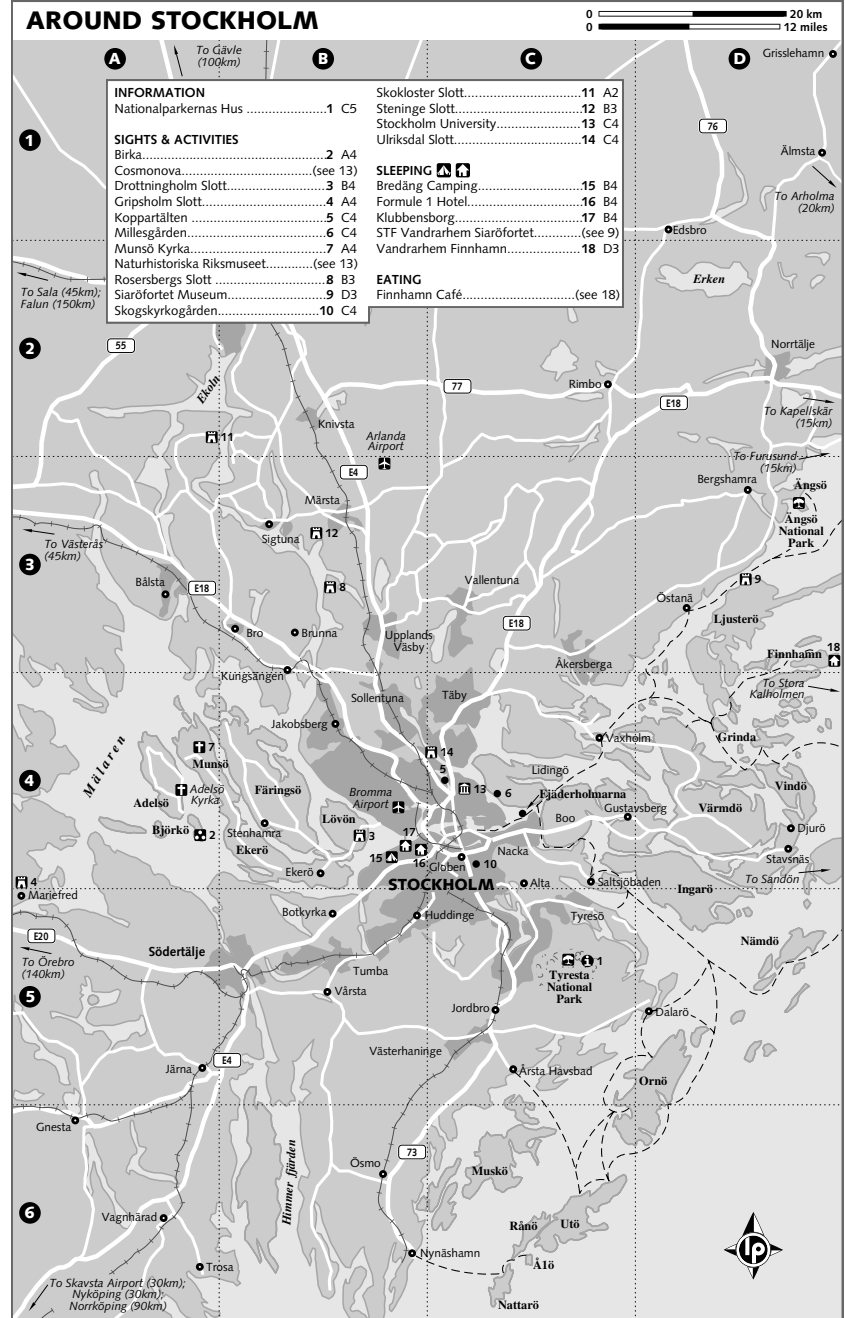 AROUND STOCKHOLM
0 20 km
0 12 miles
A B C D
To Gävle
(100km)
Grisslehamn
INFORMATION
Nationalparkernas Hus ..................1 C5
SIGHTS & ACTIVITIES
Birka....................................................2 A4
Cosmonova...................................(see 13)
Drottningholm Slott.......................3 B4
Gripsholm Slott...............................4 A4
Koppartälten ...................................5 C4
Millesgården.....................................6 C4
Munsö Kyrka.....................................7 A4
Naturhistoriska Riksmuseet............(see 13)
Rosersbergs Slott ............................8 B3
Siaröfortet Museum.........................9 D3
Skogskyrkogården..........................10 C4
Skokloster Slott..............................11 A2
Steninge Slott.................................12 B3
Stockholm University......................13 C4
Ulriksdal Slott.................................14 C4
SLEEPING
Bredäng Camping...........................15 B4
Formule 1 Hotel..............................16 B4
Klubbensborg.................................17 B4
STF Vandrarhem Siaröfortet............(see 9)
Vandrarhem Finnhamn...................18 D3
EATING
Finnhamn Café..............................(see 18)
1
76
Älmsta
To Arholma
(20km)
Edsbro
Erken
To Sala (45km);
Falun (150km)
2
55
77
Norrtälje
Rimbo
E18
Ekoln
To Kapellskär
(15km)
Knivsta
11
Arlanda
Airport
E4
To Furusund
(15km)
Bergshamra
Ängsö
Märsta
Ängsö
National
Park
Sigtuna
12
To Västerås
(45km)
3
Bålsta
E18
8
Vallentuna
9
Östanå
Ljusterö
E18
Bro
Brunna
Upplands
Väsby
18
Finnhamn
Åkersberga
Kungsängen
To Stora
Kalholmen
Sollentuna
Täby
Jakobsberg
Vaxholm
Grinda
Mälaren
7
Munsö
14
5
Lidingö
4
Adelsö
Kyrka
Färingsö
Bromma
Airport
13
6
Fjäderholmarna
Vindö
Adelsö
Värmdö
Gustavsberg
Björkö
2
Stenhamra
Lövön
3
17
Boo
Djurö
Ekerö
15
16
Globen
10
Nacka
Stavsnäs
Ekerö
4
Mariefred
STOCKHOLM
Alta
Saltsjöbaden
Ingarö
To Sandön
Botkyrka
Huddinge
Tyresö
E20
Nämdö
To Örebro
(140km)
Södertälje
Tumba
1
Tyresta
National
Park
5
Vårsta
Jordbro
Dalarö
Västerhaninge
E4
Järna
Årsta Havsbad
Ornö
Gnesta
73
Ösmo
Muskö
Himmer fjärden
6
Vagnhärad
Rånö
Utö
lp
Nynäshamn
Ålö
Trosa
To Skavsta Airport (30km);
Nyköping (30km);
Norrköping (90km)
Nattarö